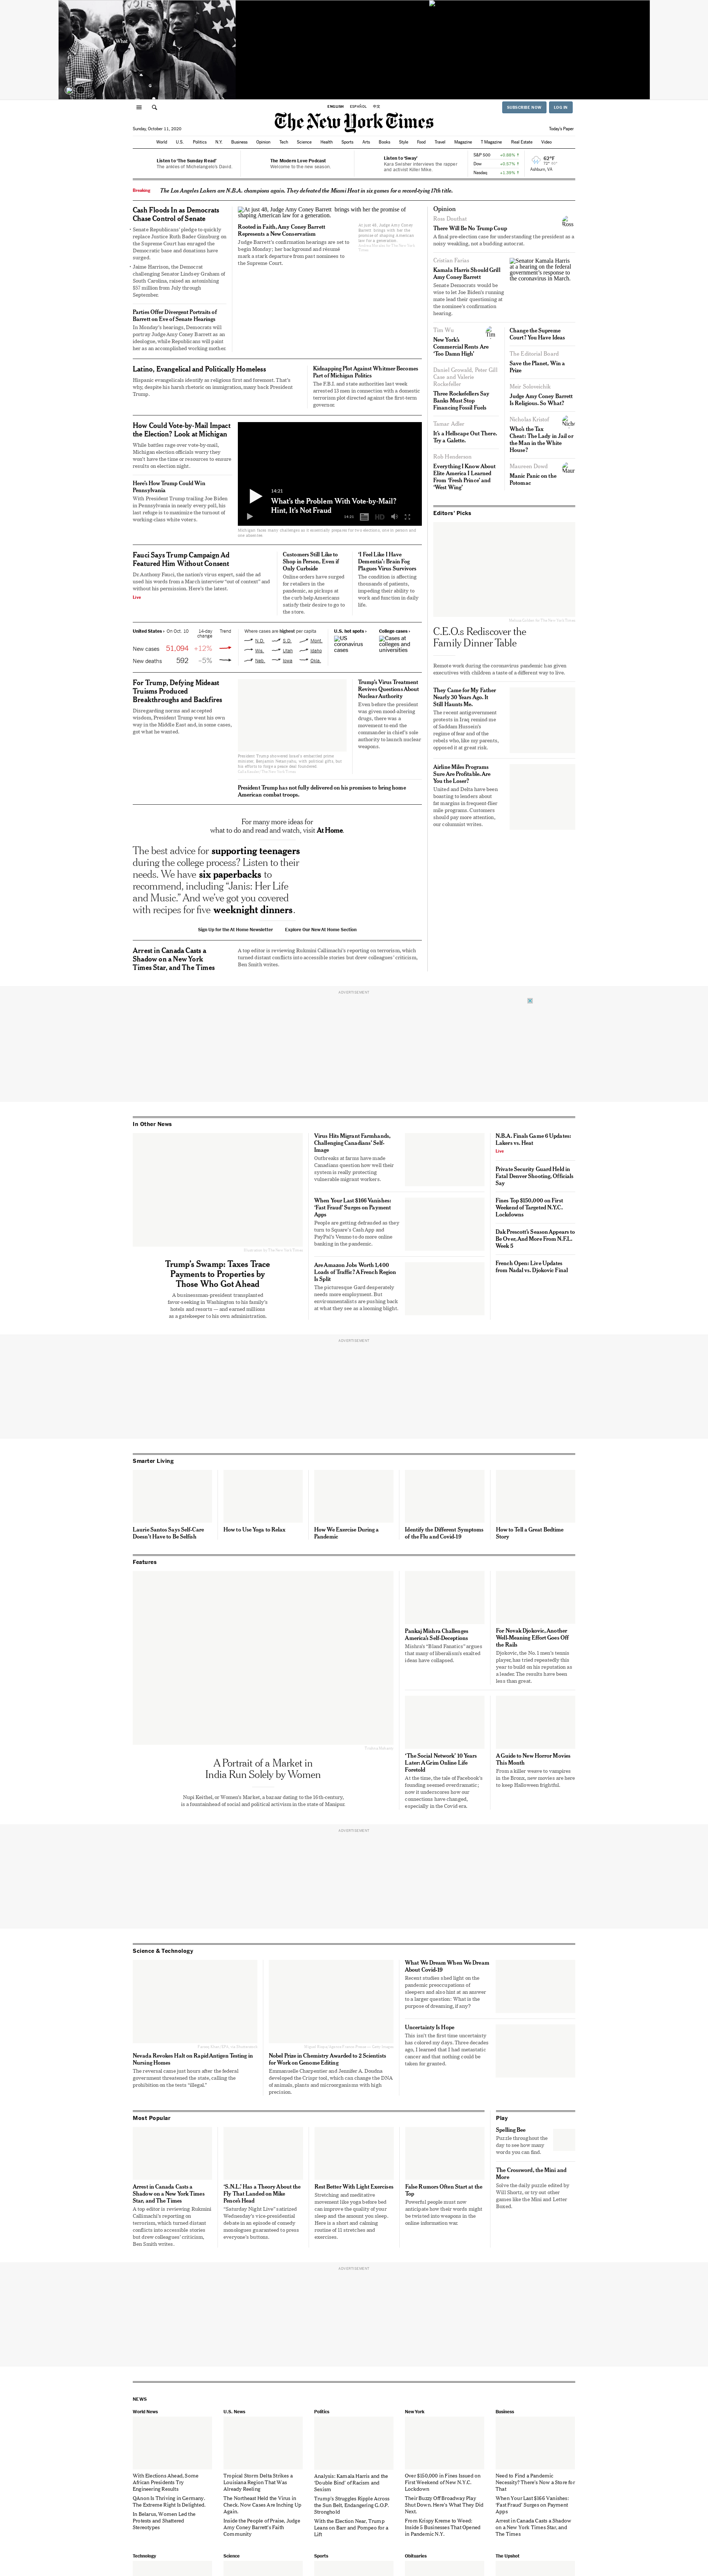 What
ENGLISH ESPAÑOL 中文
SUBSCRIBE NOW LOG IN
The New York Times
Sunday, October 11, 2020
Today's Paper
World U.S. Politics N.Y. Business Opinion Tech Science Health Sports Arts Books Style Food Travel Magazine T Magazine Real Estate Video
Listen to 'The Sunday Read'
The ankles of Michelangelo's David.
The Modern Love Podcast
Welcome to the new season.
Listen to 'Sway'
Kara Swisher interviews the rapper
and activist Killer Mike.
S&P 500 +0.88% ↑
Dow +0.57% ↑
Nasdaq +1.39% ↑
62°F
Ashburn, VA
Breaking The Los Angeles Lakers are N.B.A. champions again. They defeated the Miami Heat in six games for a record-tying 17th title.
Cash Floods In as Democrats
Chase Control of Senate
Senate Republicans' pledge to quickly
replace Justice Ruth Bader Ginsburg on
the Supreme Court has enraged the
Democratic base and donations have
surged.
Jaime Harrison, the Democrat
challenging Senator Lindsey Graham of
South Carolina, raised an astonishing
$57 million from July through
September.
Parties Offer Divergent Portraits of
Barrett on Eve of Senate Hearings
In Monday's hearings, Democrats will
portray Judge Amy Coney Barrett as an
ideologue, while Republicans will paint
her as an accomplished working mother.
At just 48, Judge Amy Coney Barrett brings with her the promise of
shaping American law for a generation.
Rooted in Faith, Amy Coney Barrett
Represents a New Conservatism
Judge Barrett's confirmation hearings are set to
begin Monday; her background and résumé
mark a stark departure from past nominees to
the Supreme Court.
At just 48, Judge Amy Coney
Barrett brings with her the
promise of shaping American
law for a generation.
Latino, Evangelical and Politically Homeless
Hispanic evangelicals identify as religious first and foremost. That's
why, despite his harsh rhetoric on immigration, many back President
Trump.
Kidnapping Plot Against Whitmer Becomes
Part of Michigan Politics
The F.B.I. and state authorities last week
arrested 13 men in connection with a domestic
terrorism plot directed against the first-term
governor.
How Could Vote-by-Mail Impact
the Election? Look at Michigan
While battles rage over vote-by-mail,
Michigan election officials worry they
won't have the time or resources to ensure
results on election night.
Here's How Trump Could Win
Pennsylvania
With President Trump trailing Joe Biden
in Pennsylvania in nearly every poll, his
last refuge is to maximize the turnout of
working class white voters.
14:21
What's the Problem With Vote-by-Mail?
Hint, It's Not Fraud
14:21 HD
Fauci Says Trump Campaign Ad
Featured Him Without Consent
Dr. Anthony Fauci, the nation's virus expert, said the ad
used his words from a March interview "out of context" and
without his permission. Here's the latest.
Live
Customers Still Like to
Shop in Person, Even if
Only Curbside
Online orders have surged
for retailers in the
pandemic, as pickups at
the curb help Americans
satisfy their desire to go to
the store.
'I Feel Like I Have
Dementia': Brain Fog
Plagues Virus Survivors
The condition is affecting
thousands of patients,
impeding their ability to
work and function in daily
life.
United States › On Oct. 10 14-day
change Trend
New cases 51,094 +12%
New deaths 592 –5%
Where cases are highest per capita
N.D. S.D. Mont.
Wis. Utah Idaho
Neb. Iowa Okla.
U.S. hot spots ›
US
coronavirus
cases
College cases ›
Cases at
colleges and
universities
For Trump, Defying Mideast
Truisms Produced
Breakthroughs and Backfires
Disregarding norms and accepted
wisdom, President Trump went his own
way in the Middle East and, in some cases,
got what he wanted.
Trump's Virus Treatment
Revives Questions About
Nuclear Authority
Even before the president
was given mood-altering
drugs, there was a
movement to end the
commander in chief's sole
authority to launch nuclear
weapons.
President Trump has not fully delivered on his promises to bring home
American combat troops.
For many more ideas for
what to do and read and watch, visit At Home.
The best advice for supporting teenagers
during the college process? Listen to their
needs. We have six paperbacks to
recommend, including "Janis: Her Life
and Music." And we've got you covered
with recipes for five weeknight dinners.
Sign Up for the At Home Newsletter Explore Our New At Home Section
Arrest in Canada Casts a
Shadow on a New York
Times Star, and The Times
A top editor is reviewing Rukmini Callimachi's reporting on terrorism, which
turned distant conflicts into accessible stories but drew colleagues' criticism,
Ben Smith writes.
Opinion
Ross Douthat
There Will Be No Trump Coup
A final pre-election case for understanding the president as a
noisy weakling, not a budding autocrat.
Cristian Farias
Kamala Harris Should Grill
Amy Coney Barrett
Senate Democrats would be
wise to let Joe Biden's running
mate lead their questioning at
the nominee's confirmation
hearing.
Senator Kamala
Harris at a
bearing on the federal
government's response to
the coronavirus in March.
Tim Wu
New York's
Commercial Rents Are
'Too Damn High'
Daniel Growald, Peter Gill
Case and Valerie
Rockefeller
Three Rockefellers Say
Banks Must Stop
Financing Fossil Fuels
Tamar Adler
It's a Hellscape Out There.
Try a Galette.
Rob Henderson
Everything I Know About
Elite America I Learned
From 'Fresh Prince' and
'West Wing'
Change the Supreme
Court? You Have Ideas
The Editorial Board
Save the Planet, Win a
Prize
Meir Soloveichik
Judge Amy Coney Barrett
Is Religious. So What?
Nicholas Kristof
Who's the Tax
Cheat: The Lady in Jail or
the Man in the White
House?
Maureen Dowd
Manic Panic on the
Potomac
Editors' Picks
C.E.O.s Rediscover the
Family Dinner Table
Remote work during the coronavirus pandemic has given
executives with children a taste of a different way to live.
They Came for My Father
Nearly 30 Years Ago. It
Still Haunts Me.
The recent antigovernment
protests in Iraq remind me
of Saddam Hussein's
regime of fear and of the
rebels who, like my parents,
opposed it at great risk.
Airline Miles Programs
Sure Are Profitable. Are
You the Loser?
United and Delta have been
boasting to lenders about
fat margins in frequent-flier
mile programs. Customers
should pay more attention,
our columnist writes.
ADVERTISEMENT
In Other News
Trump's Swamp: Taxes Trace
Payments to Properties by
Those Who Got Ahead
A businessman-president transplanted
favor-seeking in Washington to his family's
hotels and resorts — and earned millions
as a gatekeeper to his own administration.
Virus Hits Migrant Farmhands,
Challenging Canadians' Self-
Image
Outbreaks at farms have made
Canadians question how well their
system is really protecting
vulnerable migrant workers.
When Your Last $166 Vanishes:
'Fast Fraud' Surges on Payment
Apps
People are getting defrauded as they
turn to Square's Cash App and
PayPal's Venmo to do more online
banking in the pandemic.
Are Amazon Jobs Worth 1,400
Loads of Traffic? A French Region
Is Split
The picturesque Gard desperately
needs more employment. But
environmentalists are pushing back
at what they see as a looming blight.
N.B.A. Finals Game 6 Updates:
Lakers vs. Heat
Live
Private Security Guard Held in
Fatal Denver Shooting, Officials
Say
Fines Top $150,000 on First
Weekend of Targeted N.Y.C.
Lockdowns
Dak Prescott's Season Appears to
Be Over, And More From N.F.L.
Week 5
French Open: Live Updates
from Nadal vs. Djokovic Final
ADVERTISEMENT
Smarter Living
Laurie Santos Says Self-Care
Doesn't Have to Be Selfish
How to Use Yoga to Relax
How We Exercise During a
Pandemic
Identify the Different Symptoms
of the Flu and Covid-19
How to Tell a Great Bedtime
Story
Features
A Portrait of a Market in
India Run Solely by Women
Nupi Keithel, or Women's Market, a bazaar dating to the 16th century,
is a fountainhead of social and political activism in the state of Manipur.
Pankaj Mishra Challenges
America's Self-Deceptions
Mishra's "Bland Fanatics" argues
that many of liberalism's exalted
ideas have collapsed.
For Novak Djokovic, Another
Well-Meaning Effort Goes Off
the Rails
Djokovic, the No. 1 men's tennis
player, has tried repeatedly this
year to build on his reputation as
a leader. The results have been
less than great.
'The Social Network' 10 Years
Later: A Grim Online Life
Foretold
At the time, the tale of Facebook's
founding seemed overdramatic;
now it underscores how our
connections have changed,
especially in the Covid era.
A Guide to New Horror Movies
This Month
From a killer weave to vampires
in the Bronx, new movies are here
to keep Halloween frightful.
ADVERTISEMENT
Science & Technology
Nevada Revokes Halt on Rapid Antigen Testing in
Nursing Homes
The reversal came just hours after the federal
government threatened the state, calling the
prohibition on the tests "illegal."
Nobel Prize in Chemistry Awarded to 2 Scientists
for Work on Genome Editing
Emmanuelle Charpentier and Jennifer A. Doudna
developed the Crispr tool, which can change the DNA
of animals, plants and microorganisms with high
precision.
What We Dream When We Dream
About Covid-19
Recent studies shed light on the
pandemic preoccupations of
sleepers and also hint at an answer
to a larger question: What is the
purpose of dreaming, if any?
Uncertainty Is Hope
This isn't the first time uncertainty
has colored my days. Three decades
ago, I learned that I had metastatic
cancer but treatment could be
taken for granted.
Most Popular
Arrest in Canada Casts a
Shadow on a New York Times
Star, and The Times
A top editor is reviewing Rukmini
Callimachi's reporting on
terrorism, which turned distant
conflicts into accessible stories
but drew colleagues' criticism,
Ben Smith writes.
'S.N.L.' Has a Theory About the
Fly That Landed on Mike
Pence's Head
"Saturday Night Live" satirized
Wednesday's vice-presidential
debate in an episode of comedy
monologues guaranteed to press
everyone's buttons.
Rest Better With Light Exercises
Stretching and meditative
movement like yoga before bed
can improve the quality of your
sleep and the amount you sleep.
Here is a short and calming
routine of 11 stretches and
exercises.
False Rumors Often Start at the
Top
Powerful people must now
anticipate how their words might
be twisted into weapons in the
online information war.
Play
Spelling Bee
Puzzle throughout the
day to see how many
words you can find.
The Crossword, the Mini and
More
Solve the daily puzzle edited by
Will Shortz, or try out other
games like the Mini and Letter
Boxed.
ADVERTISEMENT
NEWS
World News
With Elections Ahead, Some
African Presidents Try
Engineering Results
QAnon Is Thriving in Germany.
The Extreme Right Is Delighted.
In Belarus, Women Led the
Protests and Shattered
Stereotypes
U.S. News
Tropical Storm Delta Strikes a
Louisiana Region That Was
Already Reeling
The Northeast Held the Virus in
Check. Now Cases Are Inching Up
Again.
Inside the People of Praise, Judge
Amy Coney Barrett's Faith
Community
Politics
Analysis: Kamala Harris and the
'Double Bind' of Racism and
Sexism
Trump's Struggles Ripple Across
the Sun Belt, Endangering G.O.P.
Stronghold
With the Election Near, Trump
Leans on Barr and Pompeo for a
Lift
New York
Over $150,000 in Fines Issued on
First Weekend of New N.Y.C.
Lockdown
Their Buzzy Off Broadway Play
Shut Down. Here's What They Did
Next.
From Krispy Kreme to Weed:
Inside 5 Businesses That Opened
in Pandemic N.Y.
Business
Need to Find a Pandemic
Necessity? There's Now a Store for
That
When Your Last $166 Vanishes:
'Fast Fraud' Surges on Payment
Apps
Arrest in Canada Casts a Shadow
on a New York Times Star, and
The Times
Technology Science Sports Obituaries The Upshot